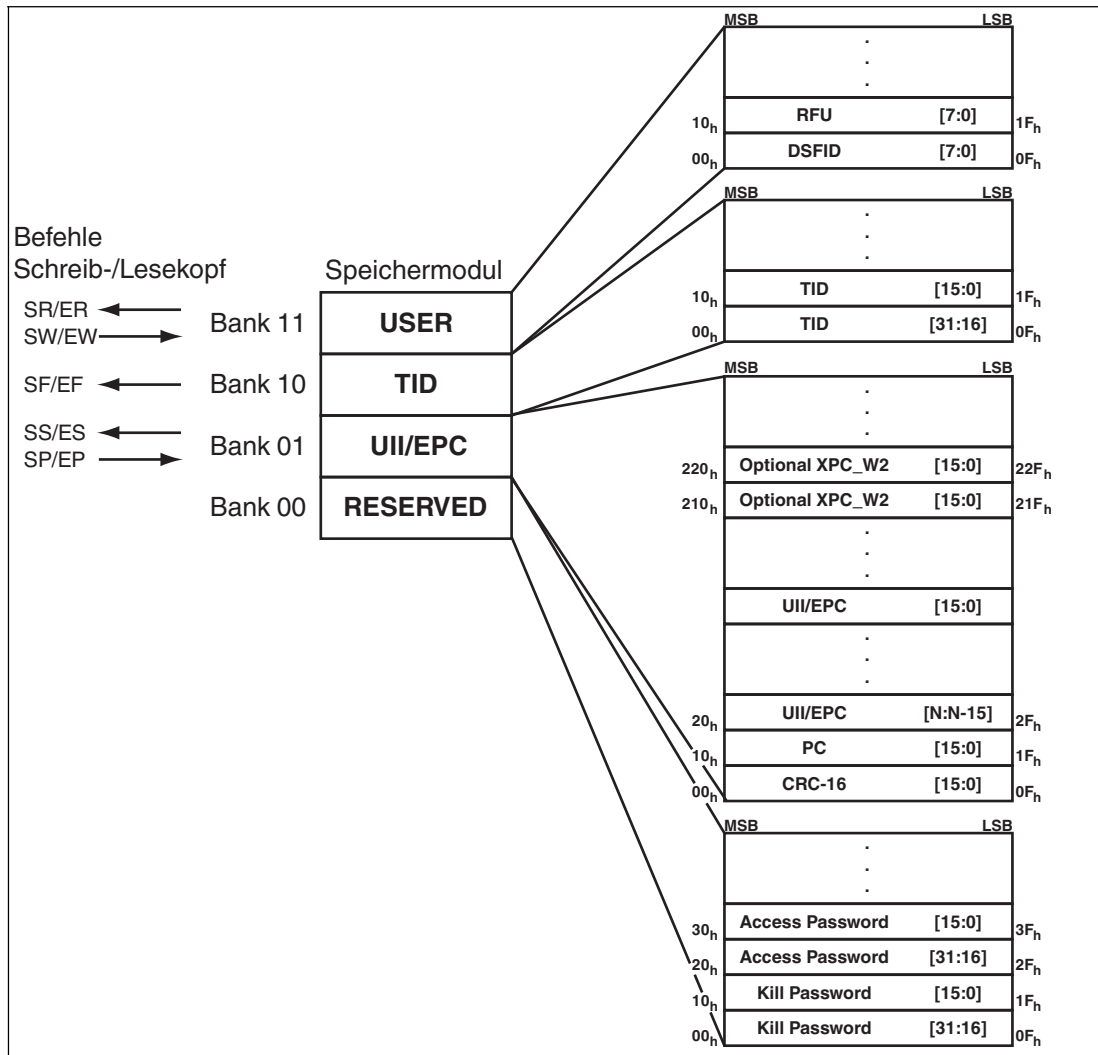 Befehle
Schreib-/Lesekopf
SR/ER
SW/EW
SF/EF
SS/ES
SP/EP
Speichermodul
Bank 11 USER
Bank 10 TID
Bank 01 UII/EPC
Bank 00 RESERVED
MSB LSB
.
.
.
10h RFU [7:0] 1Fh
00h DSFID [7:0] 0Fh
MSB LSB
.
.
.
10h TID [15:0] 1Fh
00h TID [31:16] 0Fh
MSB LSB
.
.
.
220h Optional XPC_W2 [15:0] 22Fh
210h Optional XPC_W2 [15:0] 21Fh
.
.
.
UII/EPC [15:0]
.
.
.
20h UII/EPC [N:N-15] 2Fh
10h PC [15:0] 1Fh
00h CRC-16 [15:0] 0Fh
MSB LSB
.
.
.
30h Access Password [15:0] 3Fh
20h Access Password [31:16] 2Fh
10h Kill Password [15:0] 1Fh
00h Kill Password [31:16] 0Fh